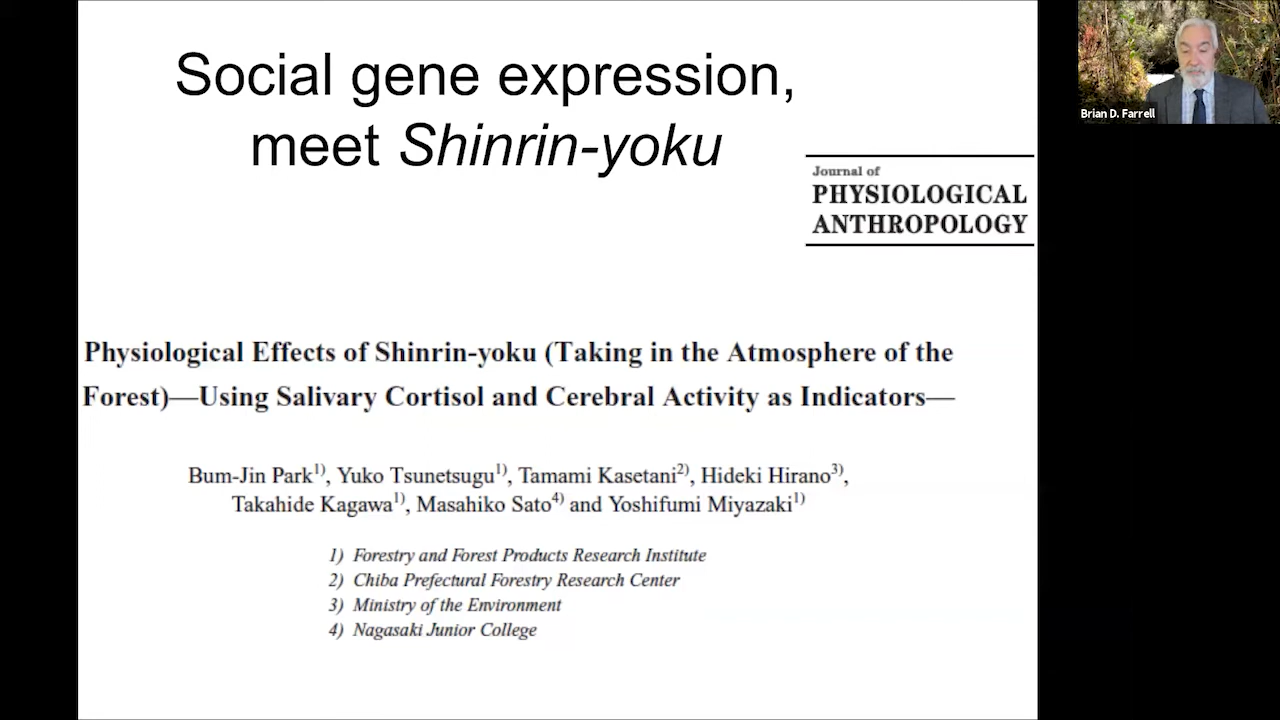 Social gene expression,
meet Shinrin-yoku
Brian D. Farrell
Journal of
PHYSIOLOGICAL
ANTHROPOLOGY
Physiological Effects of Shinrin-yoku (Taking in the Atmosphere of the
Forest)—Using Salivary Cortisol and Cerebral Activity as Indicators—
Bum-Jin Park1), Yuko Tsunetsugu1), Tamami Kasetani2), Hideki Hirano3),
Takahide Kagawa1), Masahiko Sato4) and Yoshifumi Miyazaki1)
1) Forestry and Forest Products Research Institute
2) Chiba Prefectural Forestry Research Center
3) Ministry of the Environment
4) Nagasaki Junior College